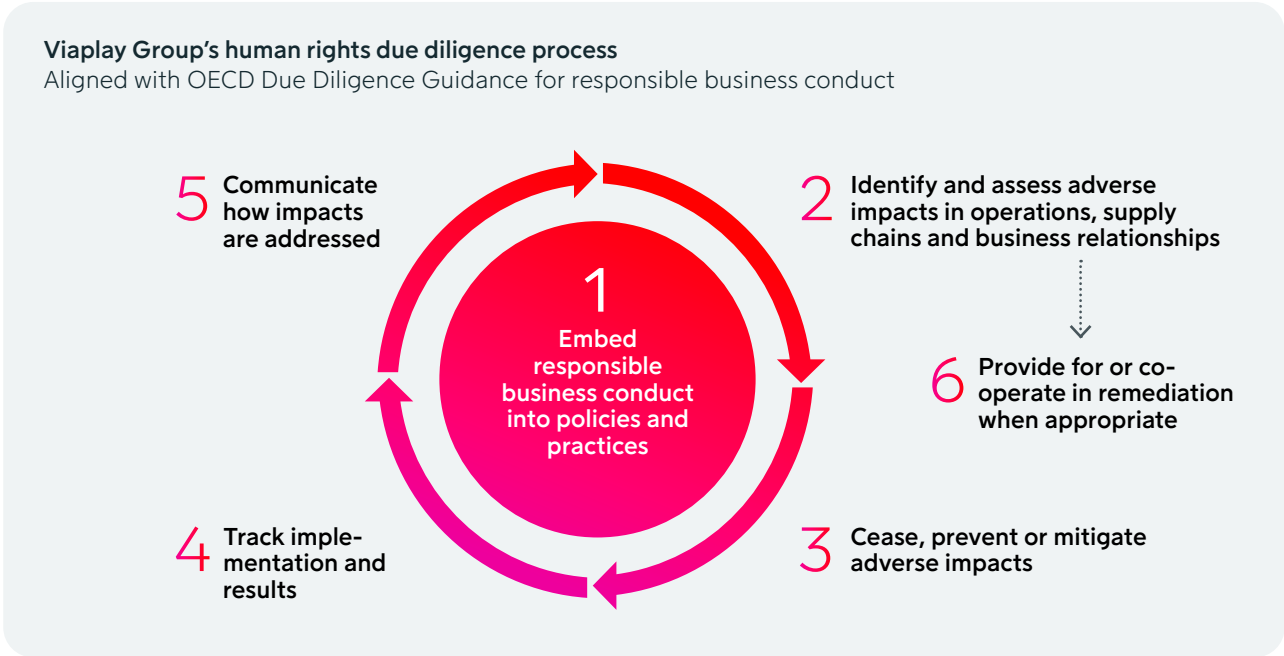 Viaplay Group’s human rights due diligence process
Aligned with OECD Due Diligence Guidance for responsible business conduct
1
Embed
responsible
business conduct
into policies and
practices
2
Identify and assess adverse
impacts in operations, supply
chains and business relationships
3
Cease, prevent or mitigate
adverse impacts
4
Track imple-
mentation and
results
5
Communicate
how impacts
are addressed
6
Provide for or co-
operate in remediation
when appropriate